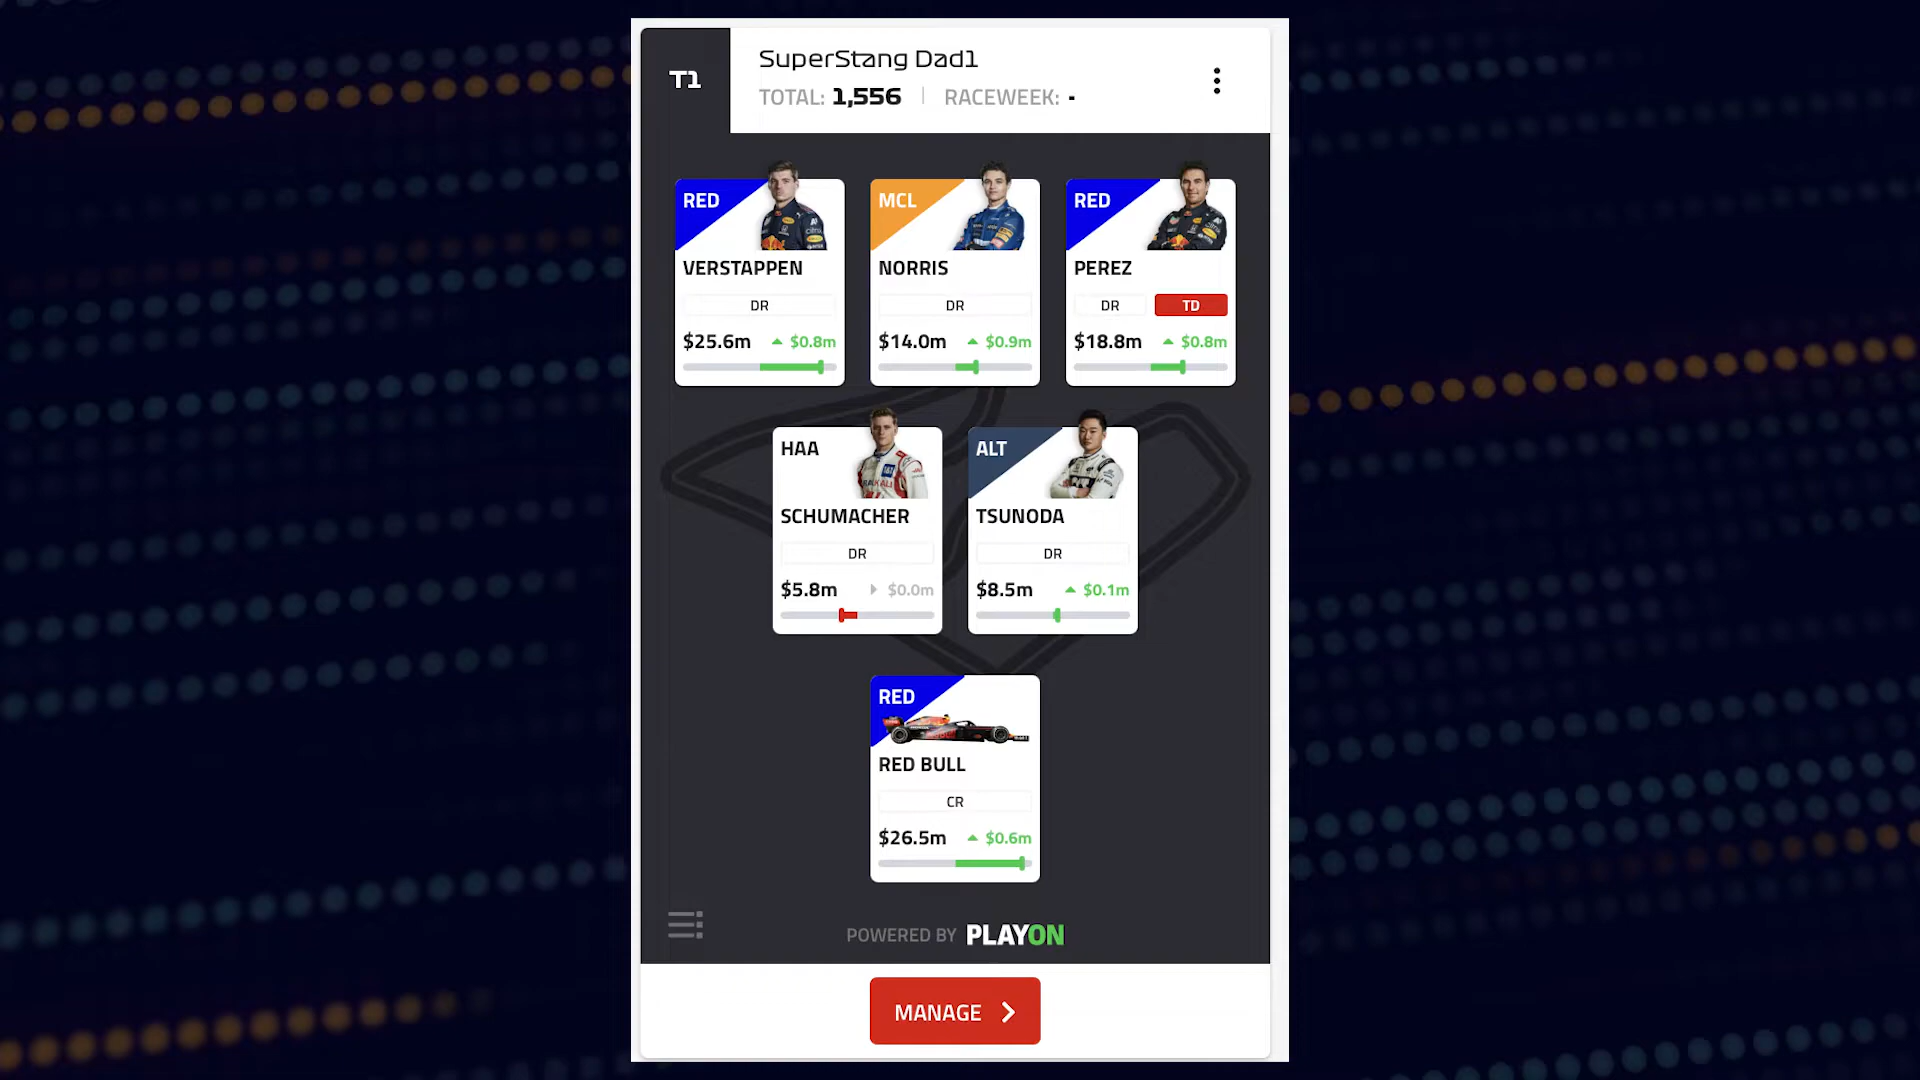 T1
SuperStang Dad1
TOTAL: 1,556 | RACEWEEK: -
RED
VERSTAPPEN
DR
$25.6m $0.8m
MCL
NORRIS
DR
$14.0m $0.9m
RED
PEREZ
DR TD
$18.8m $0.8m
HAA
SCHUMACHER
DR
$5.8m $0.0m
ALT
TSUNODA
DR
$8.5m $0.1m
RED
RED BULL
CR
$26.5m $0.6m
POWERED BY PLAYON
MANAGE